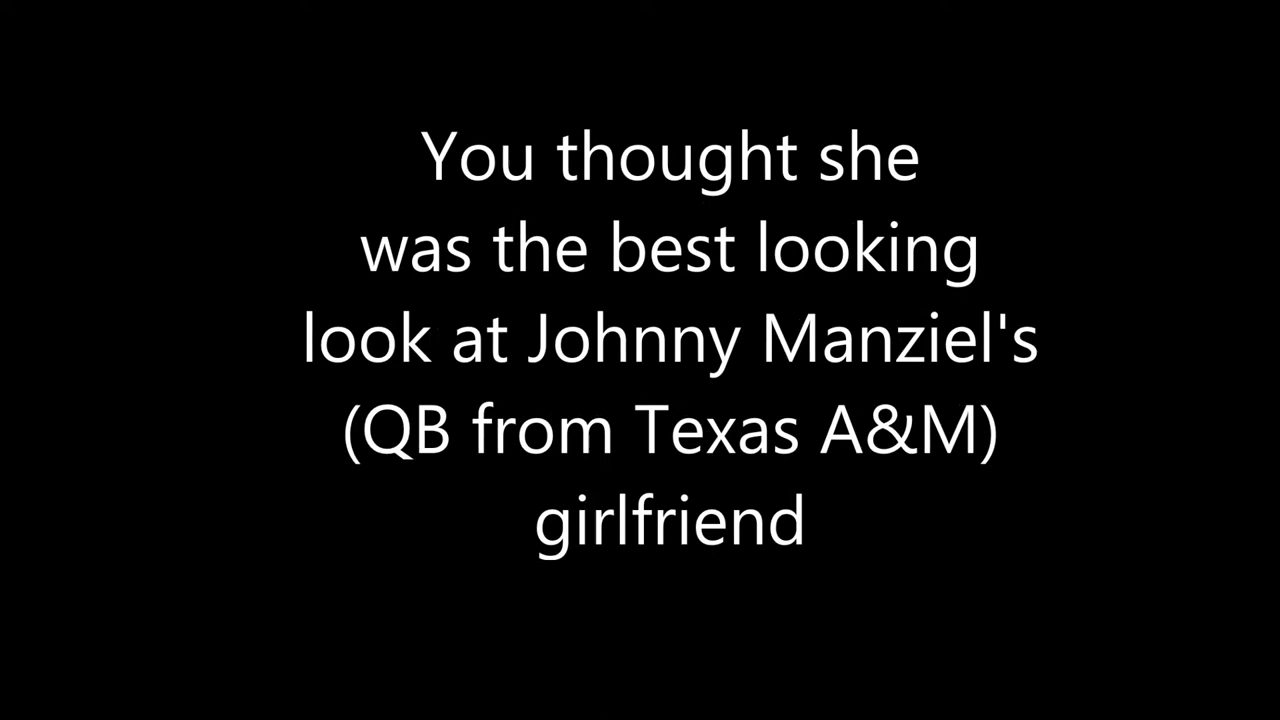 You thought she
was the best looking
look at Johnny Manziel's
(QB from Texas A&M)
girlfriend